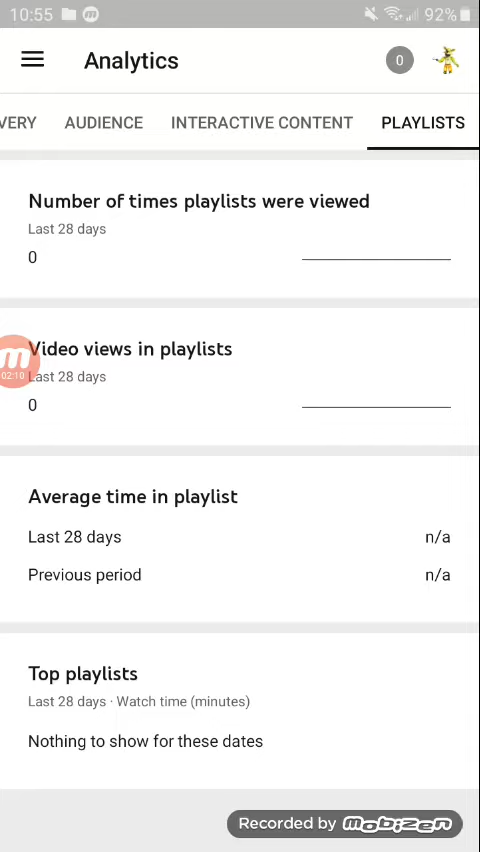 10:55 92%
Analytics 0
VERY AUDIENCE INTERACTIVE CONTENT PLAYLISTS
Number of times playlists were viewed
Last 28 days
0
Video views in playlists
Last 28 days
02:10
0
Average time in playlist
Last 28 days n/a
Previous period n/a
Top playlists
Last 28 days · Watch time (minutes)
Nothing to show for these dates
Recorded by mobizen